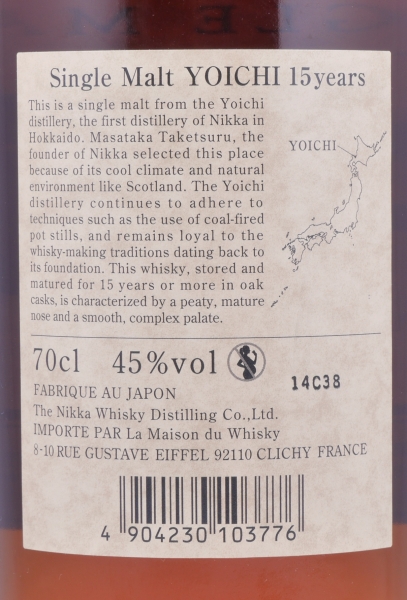 Single Malt YOICHI 15years
This is a single malt from the Yoichi
distillery, the first distillery of Nikka in
Hokkaido. Masataka Taketsuru, the
founder of Nikka selected this place
because of its cool climate and natural
environment like Scotland. The Yoichi
distillery continues to adhere to
techniques such as the use of coal-fired
pot stills, and remains loyal to the
whisky-making traditions dating back to
its foundation. This whisky, stored and
matured for 15 years or more in oak
casks, is characterized by a peaty, mature
nose and a smooth, complex palate.
YOICHI
70cl 45%vol
14C38
FABRIQUE AU JAPON
The Nikka Whisky Distilling Co.,Ltd.
IMPORTE PAR La Maison du Whisky
8-10 RUE GUSTAVE EIFFEL 92110 CLICHY FRANCE
4 904230 103776